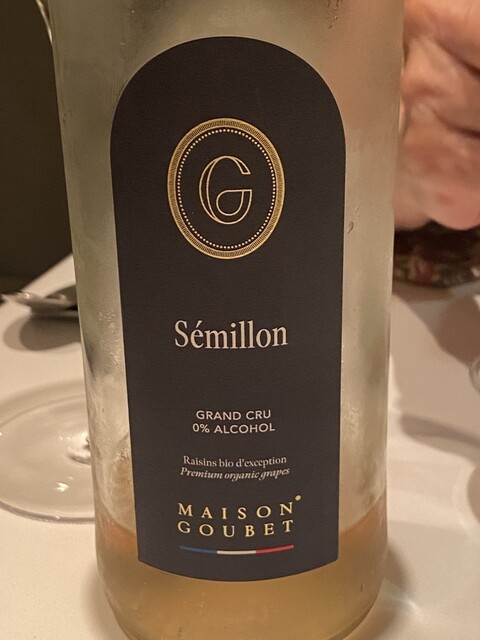 G
Sémillon
GRAND CRU
0% ALCOHOL
Raisins bio d'exception
Premium organic grapes
MAISON
GOUBET